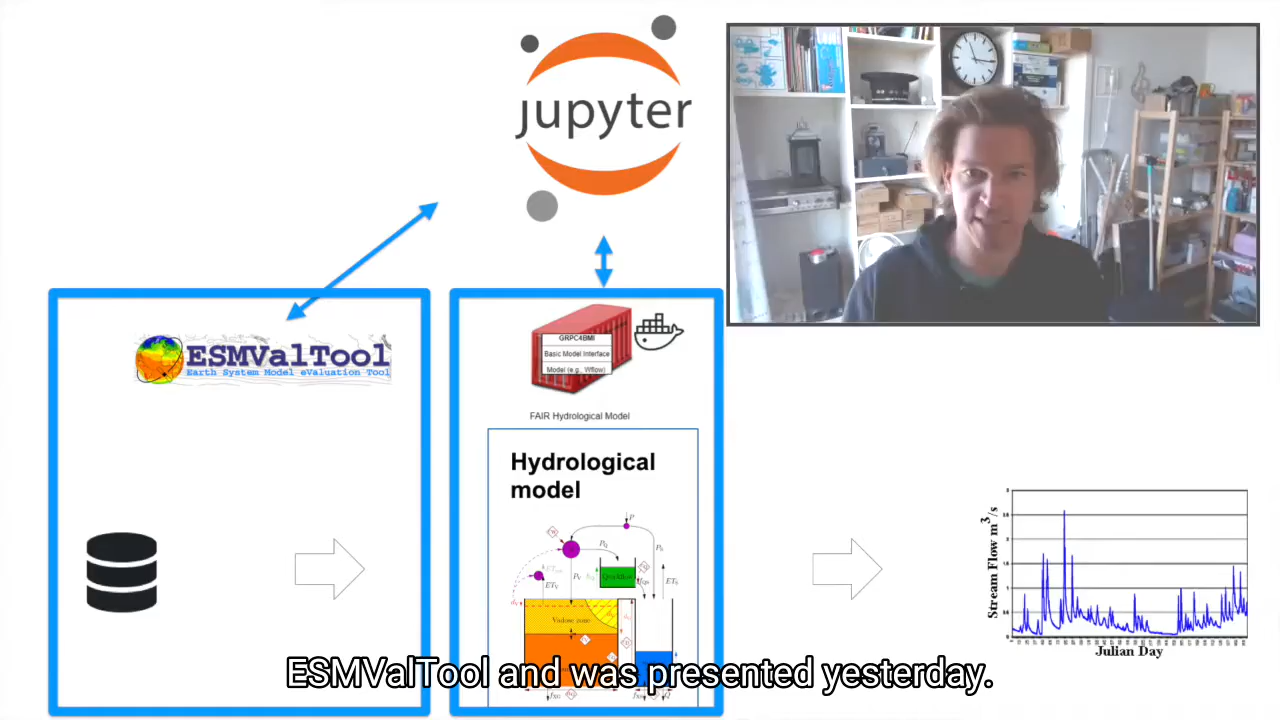 jupyter
ESMValTool
Earth System Model eValuation Tool
GRPC4BMI
Basic Model Interface
Model (e.g., Wflow)
FAIR Hydrological Model
Hydrological
model
P
Quickflow
Vadose zone
Stream Flow m³/s
Julian Day
ESMValTool and was presented yesterday.